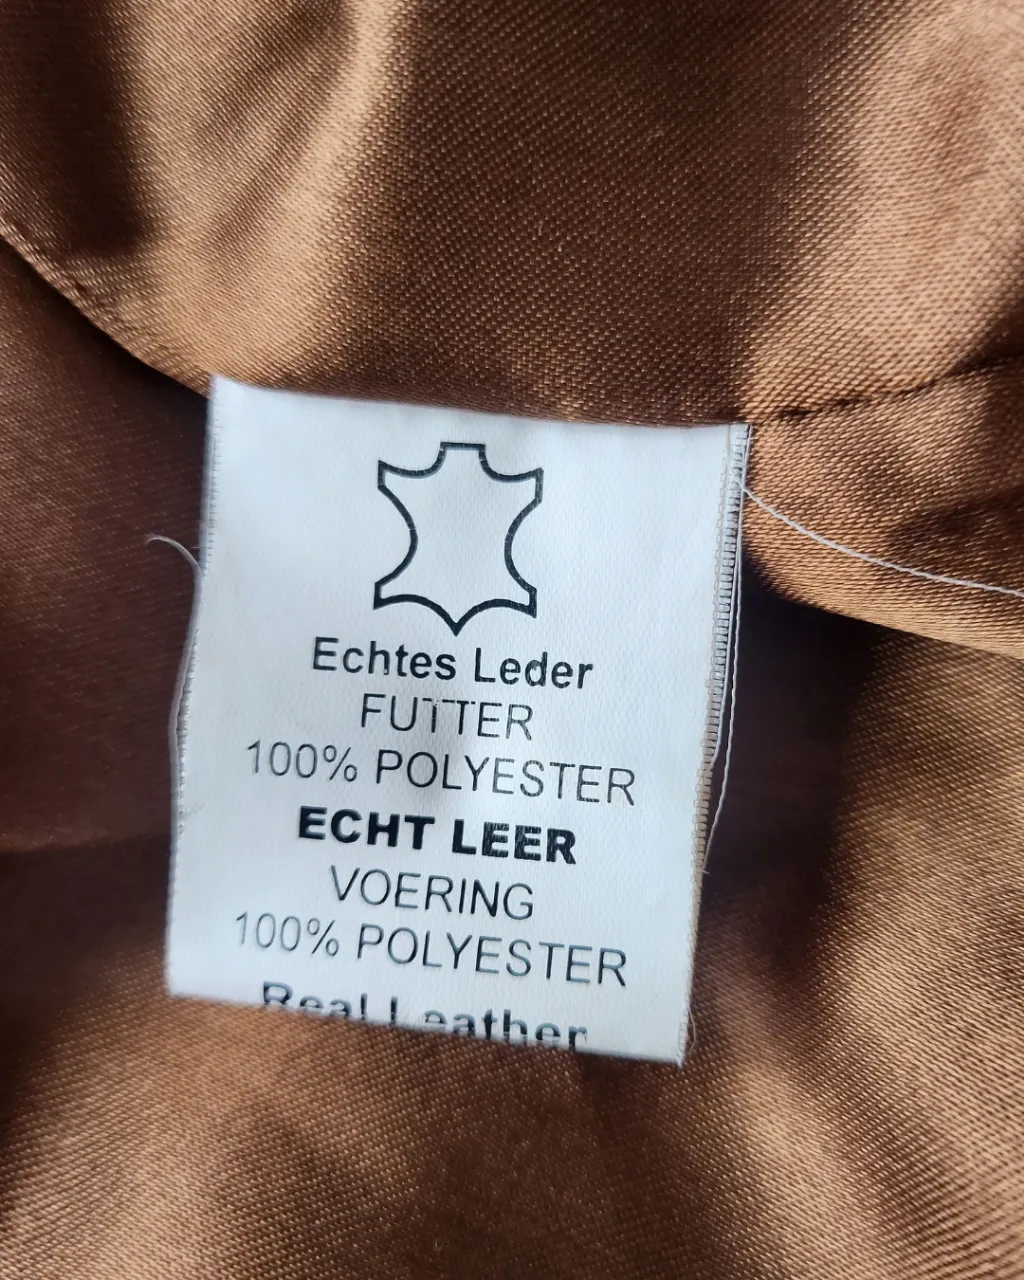 Echtes Leder
FUTTER
100% POLYESTER
ECHT LEER
VOERING
100% POLYESTER
Real Leather